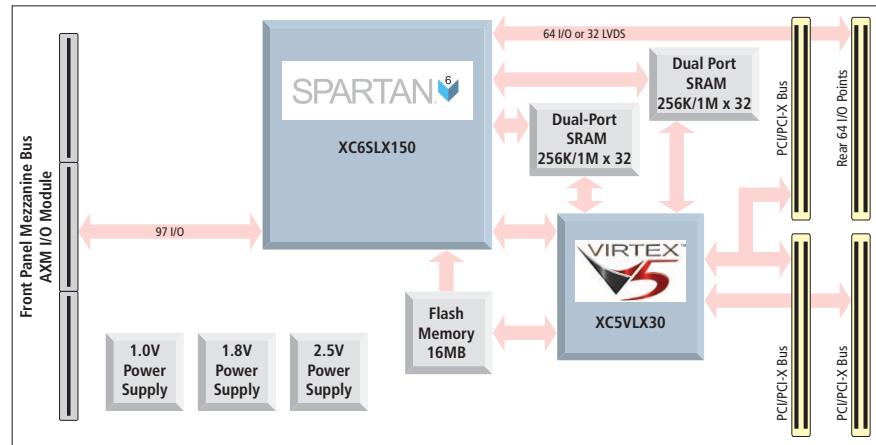 Front Panel Mezzanine Bus
AXM I/O Module
97 I/O
SPARTAN 6
XC6SLX150
64 I/O or 32 LVDS
Dual-Port
SRAM
256K/1M x 32
Dual Port
SRAM
256K/1M x 32
PCI/PCI-X Bus
Rear 64 I/O Points
VIRTEX™
5
XC5VLX30
Flash
Memory
16MB
1.0V
Power
Supply
1.8V
Power
Supply
2.5V
Power
Supply
PCI/PCI-X Bus
PCI/PCI-X Bus